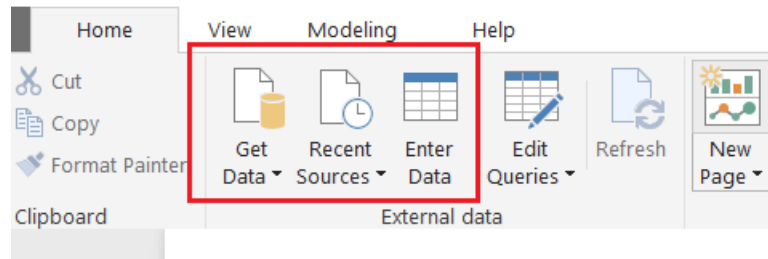 Home View Modeling Help
Cut
Copy
Format Painter
Clipboard
Get
Data
Recent
Sources
Enter
Data
Edit
Queries
Refresh
External data
New
Page